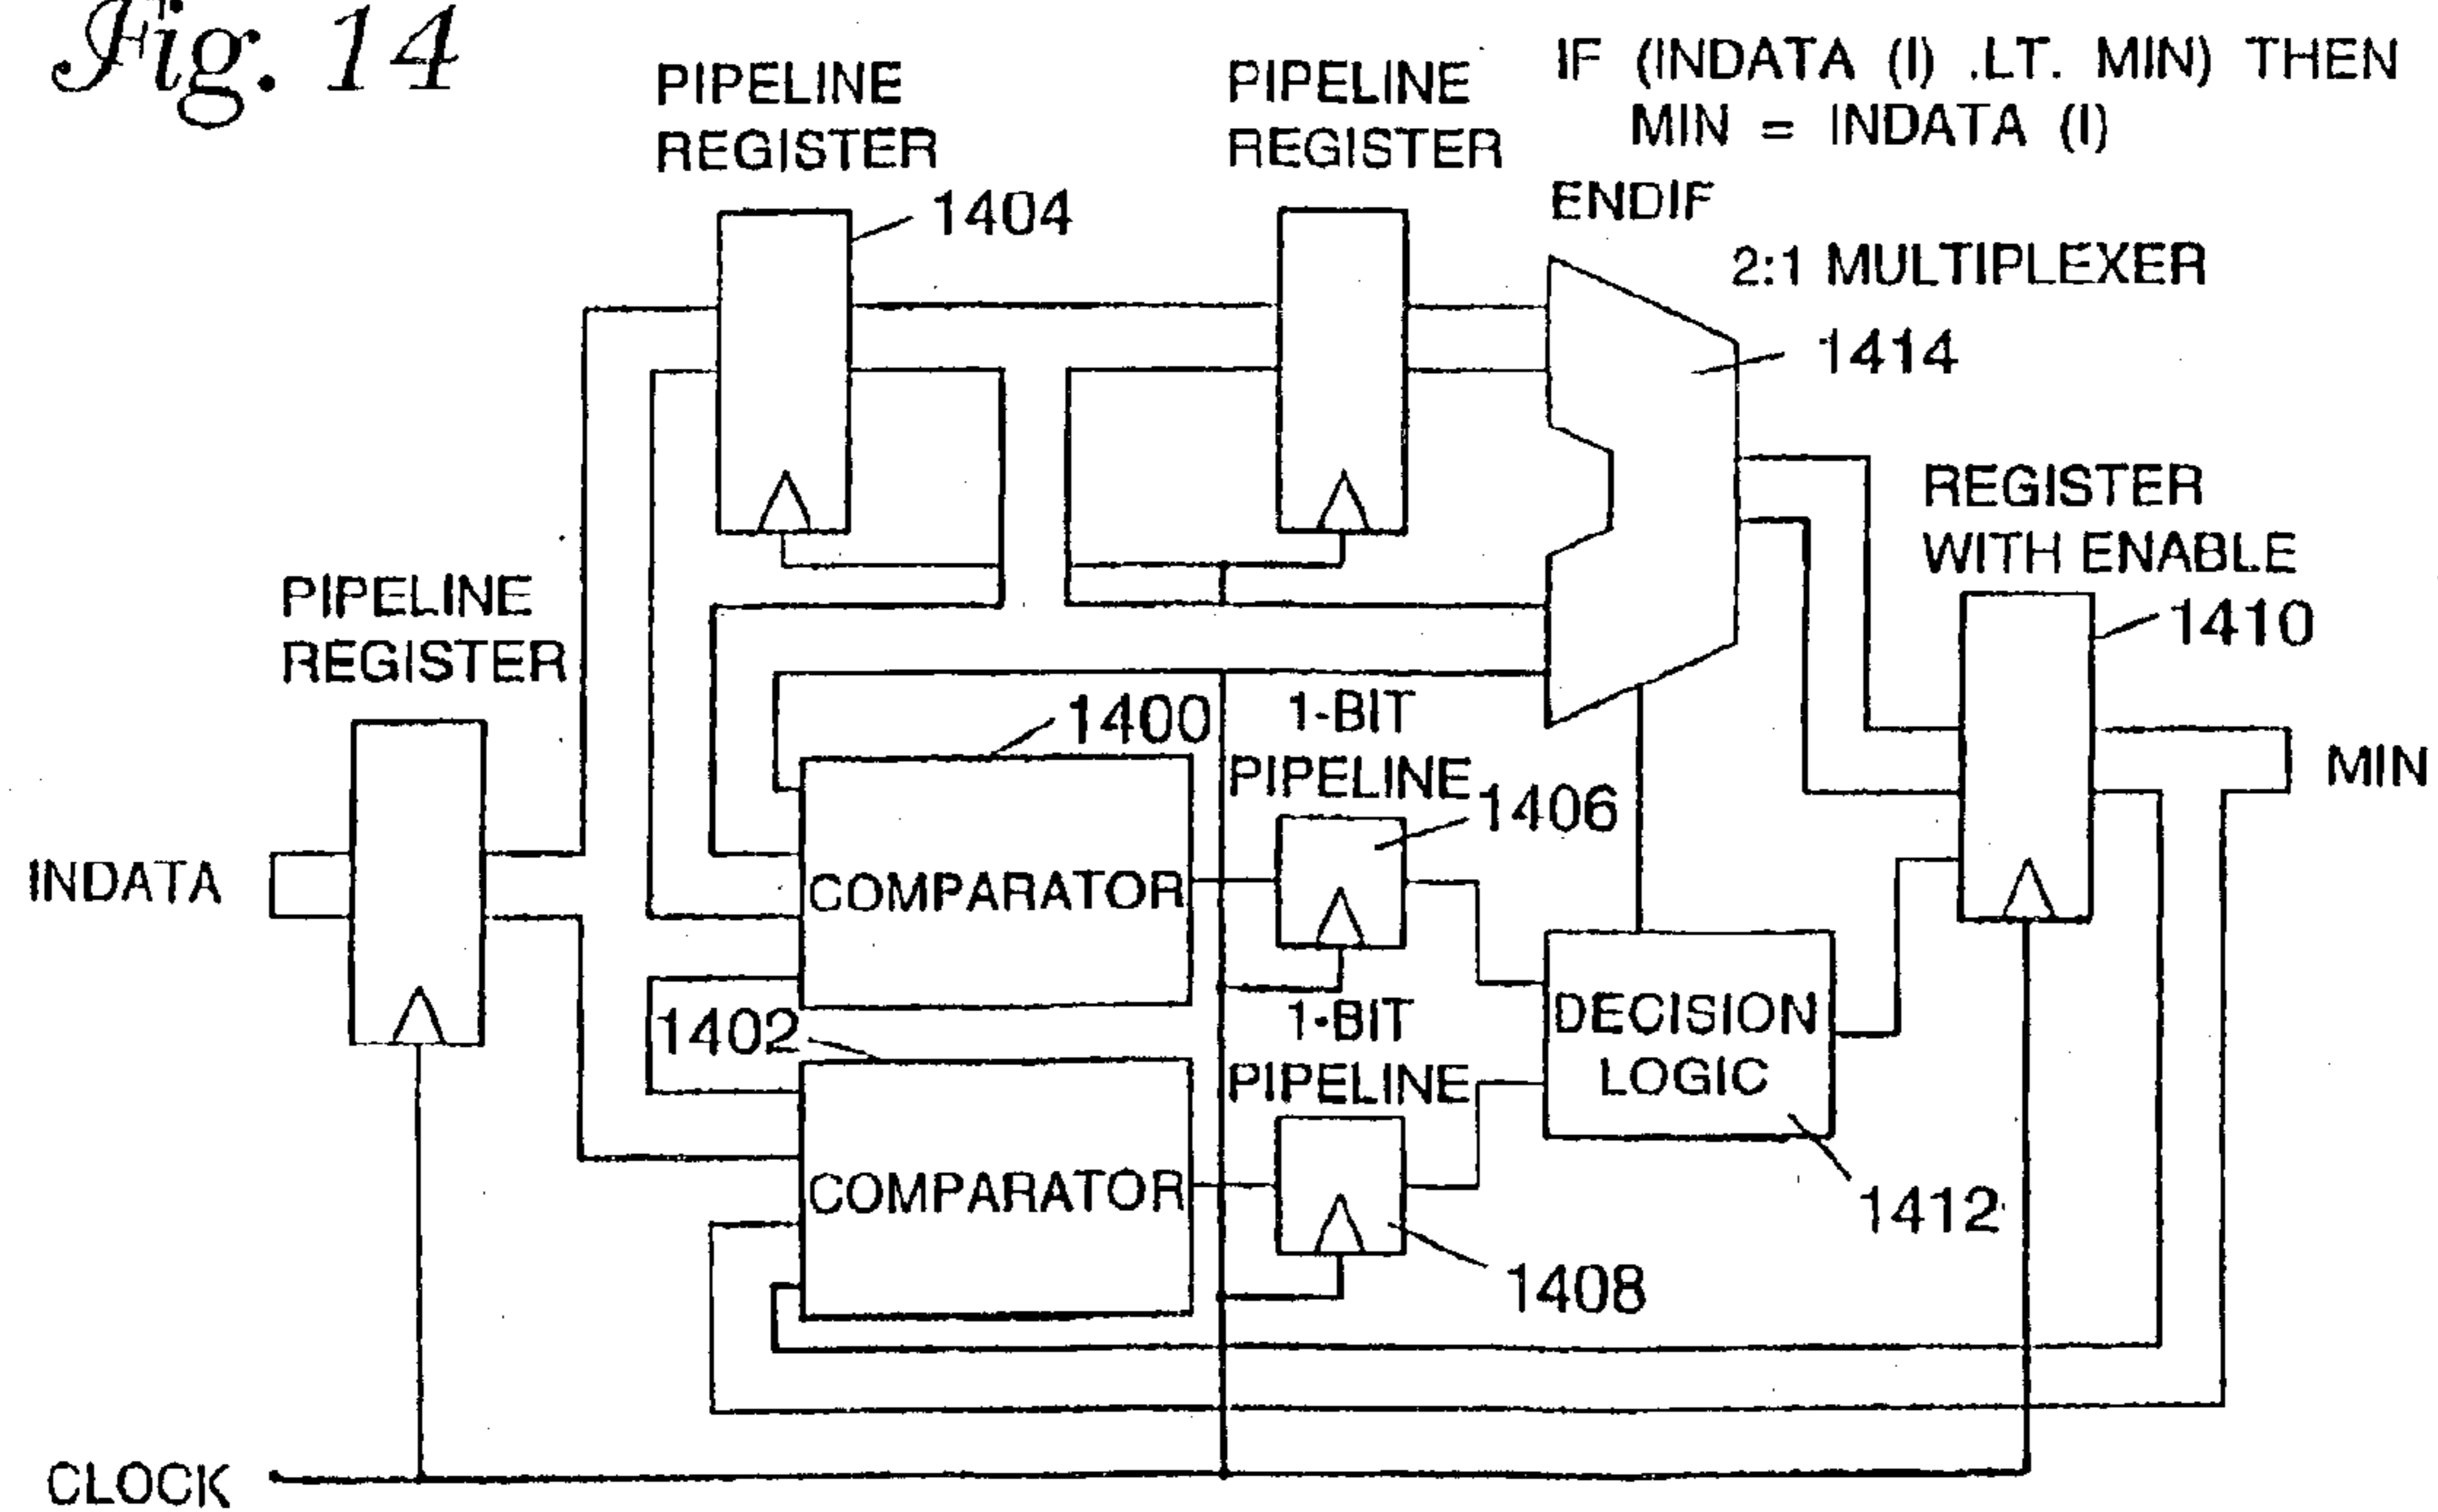 Fig. 14
IF (INDATA (I) .LT. MIN) THEN
MIN = INDATA (I)
ENDIF
PIPELINE
REGISTER
1404
PIPELINE
REGISTER
2:1 MULTIPLEXER
1414
REGISTER
WITH ENABLE
1410
PIPELINE
REGISTER
1400
1-BIT
PIPELINE
1406
MIN
INDATA
COMPARATOR
1402
1-BIT
PIPELINE
DECISION
LOGIC
COMPARATOR
1412
1408
CLOCK